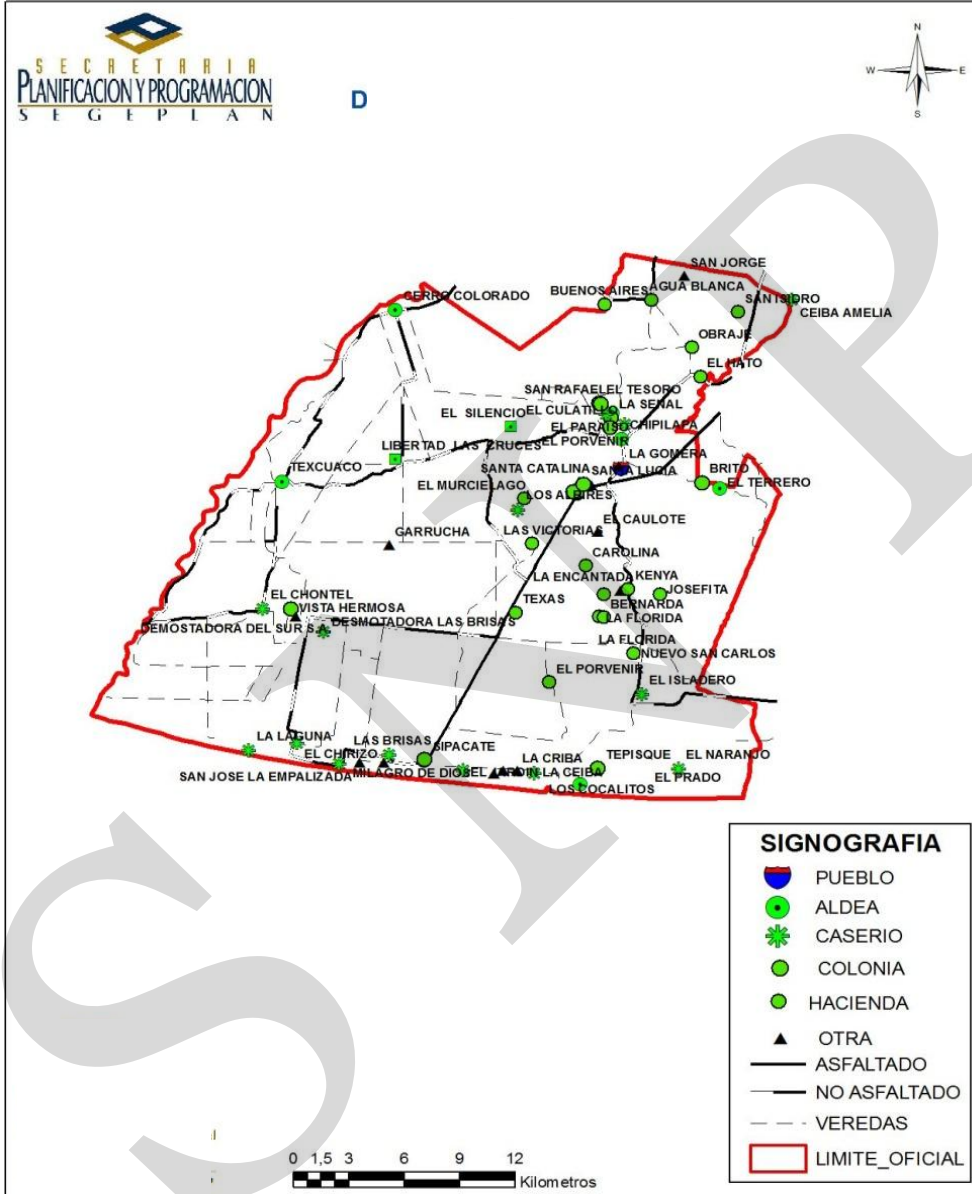 SECRETARIA
PLANIFICACION Y PROGRAMACION
SEGEPLAN
D
N
W E
S
SAN JORGE
BUENOS AIRES AGUA BLANCA
CERRO COLORADO
SAN ISIDRO
CEIBA AMELIA
OBRAJE
EL HATO
SAN RAFAEL EL TESORO
EL SILENCIO EL CULATILLO LA SEÑAL
EL PARAISO CHIPILAPA
LIBERTAD LAS CRUCES EL PORVENIR
LA GOMERA
TEXCUACO SANTA CATALINA SANTA LUCIA BRITO
EL MURCIELAGO LOS ALBIRES EL TERRERO
EL CAULOTE
GARRUCHA LAS VICTORIAS
CAROLINA
LA ENCANTADA KENYA
EL CHONTEL JOSEFITA
VISTA HERMOSA TEXAS BERNARDA
DEMOSTADORA DEL SUR S.A DESMOTADORA LAS BRISAS LA FLORIDA
LA FLORIDA
NUEVO SAN CARLOS
EL PORVENIR
EL ISLADERO
LA LAGUNA LAS BRISAS
EL CHIRIZO SIPACATE
LA CRIBA TEPISQUE EL NARANJO
SAN JOSE LA EMPALIZADA MILAGRO DE DIOS EL JARDIN LA CEIBA EL PRADO
LOS COCALITOS
SIGNOGRAFIA
PUEBLO
ALDEA
CASERIO
COLONIA
HACIENDA
OTRA
ASFALTADO
NO ASFALTADO
VEREDAS
LIMITE_OFICIAL
0 1,5 3 6 9 12
Kilometros
S N I P